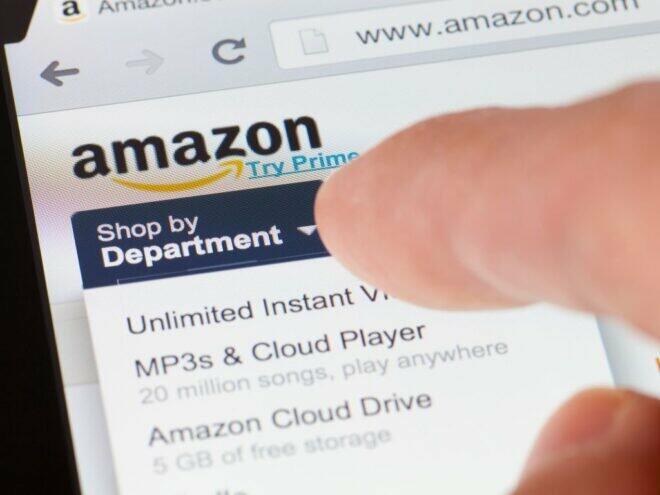 a Amazon.
www.amazon.com
amazon
Try Prime
Shop by
Department
Unlimited Instant
MP3s & Cloud Player
20 million songs, play anywhere
Amazon Cloud Drive
5 GB of free storage